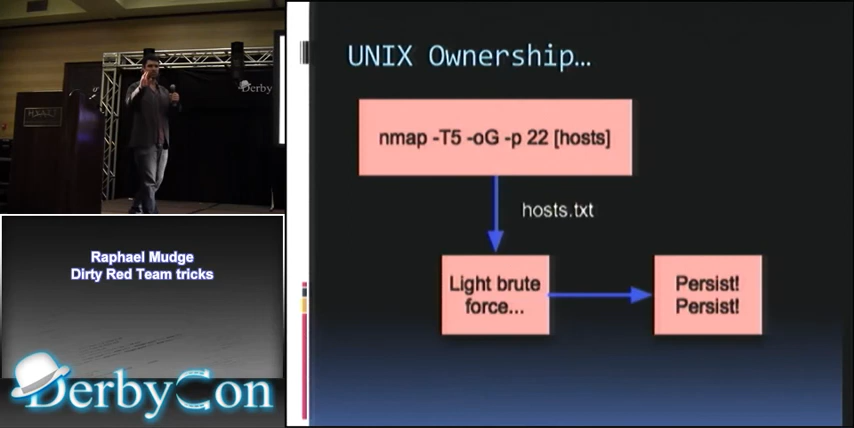 HYATT
Derby
Raphael Mudge
Dirty Red Team tricks
DerbyCon
UNIX Ownership…
nmap -T5 -oG -p 22 [hosts]
hosts.txt
Light brute
force...
Persist!
Persist!